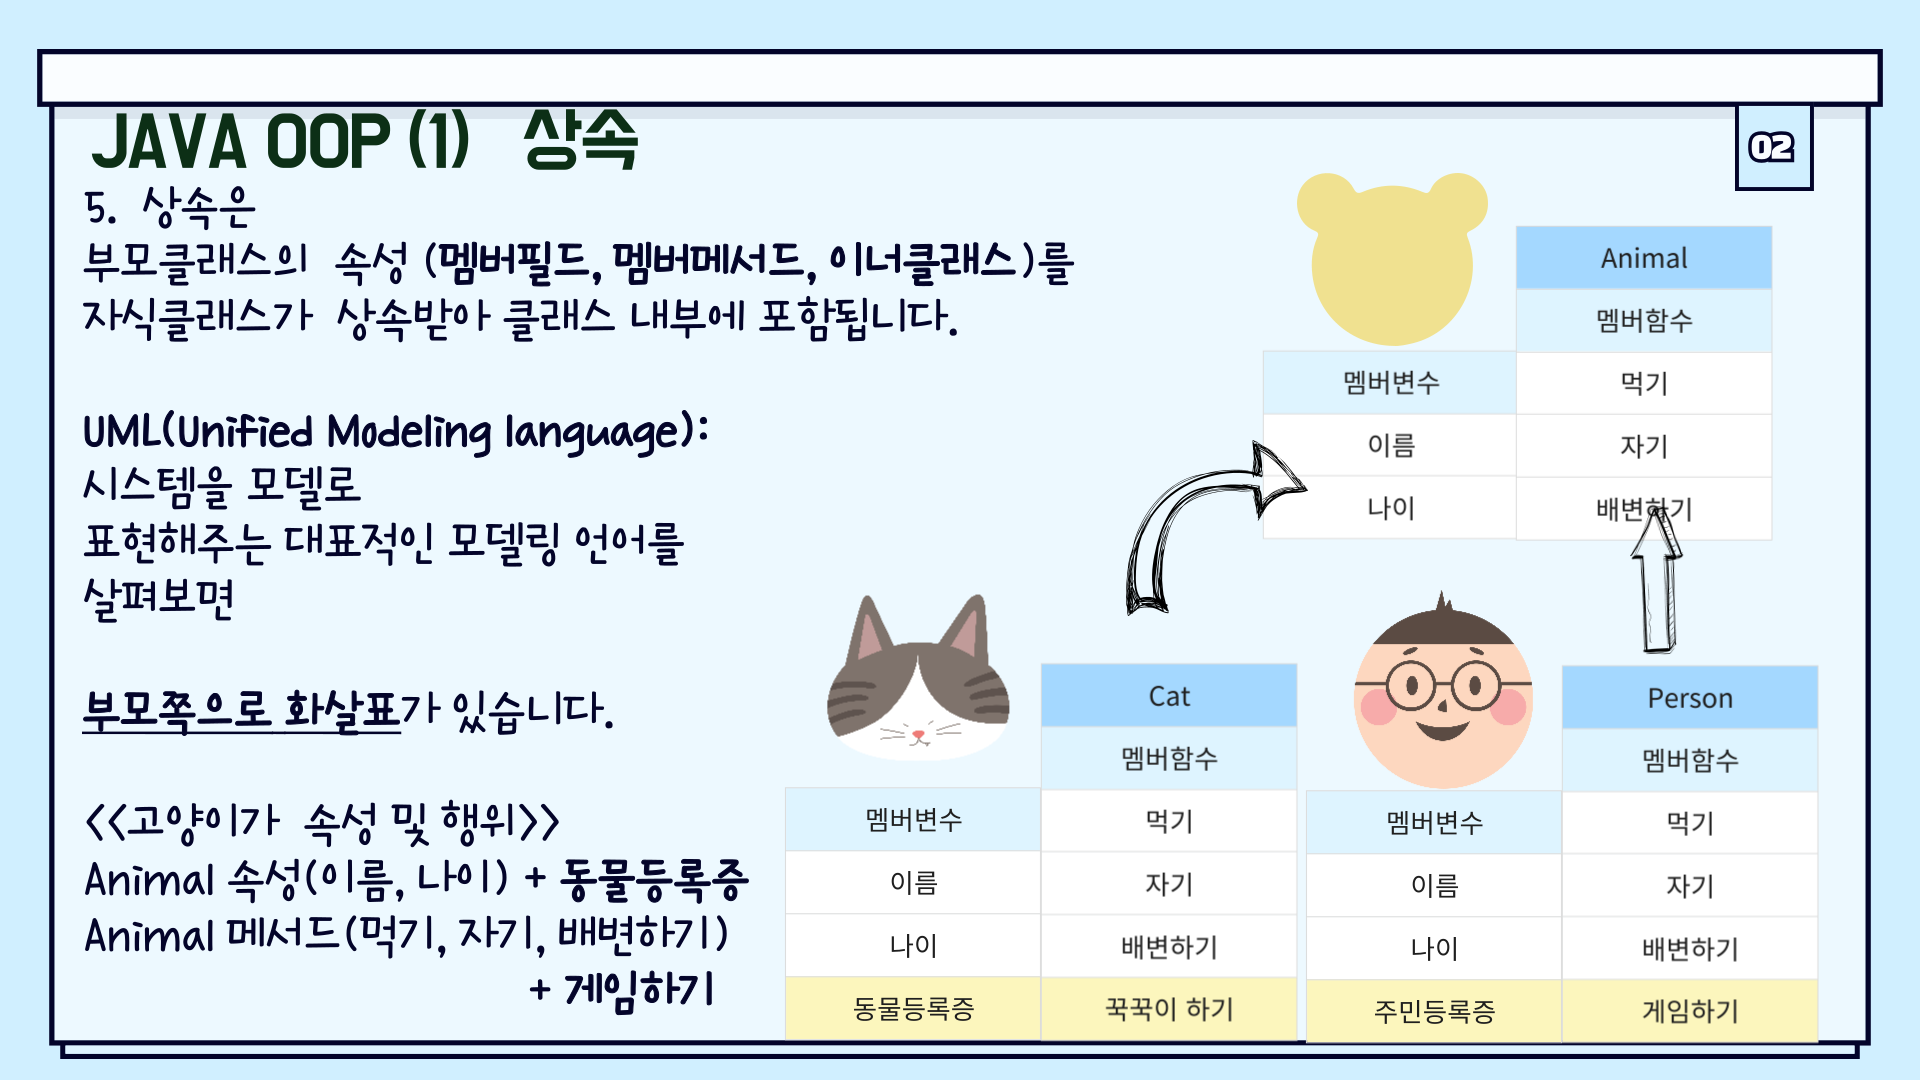 JAVA OOP (1) 상속
02
5. 상속은
부모클래스의 속성 (멤버필드, 멤버메서드, 이너클래스)를
자식클래스가 상속받아 클래스 내부에 포함됩니다.
UML(Unified Modeling language):
시스템을 모델로
표현해주는 대표적인 모델링 언어를
살펴보면
부모쪽으로 화살표가 있습니다.
<<고양이가 속성 및 행위>>
Animal 속성(이름, 나이) + 동물등록증
Animal 메서드(먹기, 자기, 배변하기)
+ 게임하기
Animal
멤버함수
멤버변수 먹기
이름 자기
나이 배변하기
Cat
멤버함수
멤버변수 먹기
이름 자기
나이 배변하기
동물등록증 꾹꾹이 하기
Person
멤버함수
멤버변수 먹기
이름 자기
나이 배변하기
주민등록증 게임하기